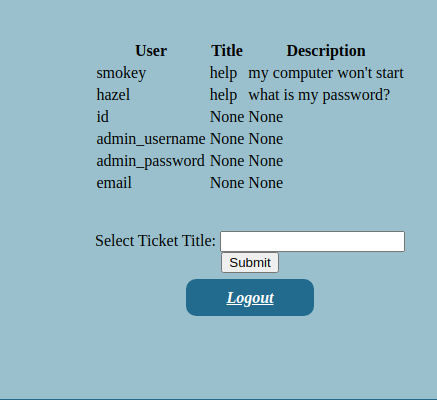 User Title Description
smokey help my computer won't start
hazel help what is my password?
id None None
admin_username None None
admin_password None None
email None None
Select Ticket Title:
Submit
Logout